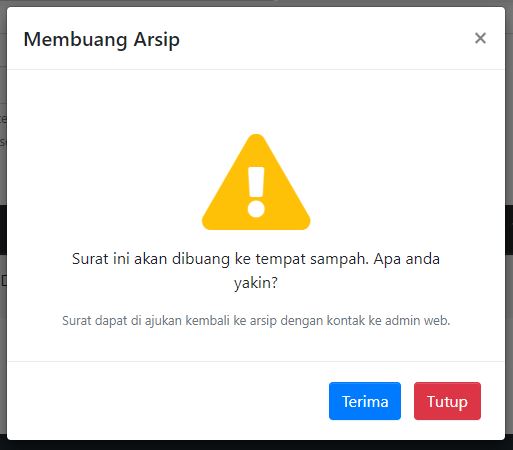 Membuang Arsip
×
Surat ini akan dibuang ke tempat sampah. Apa anda
yakin?
Surat dapat di ajukan kembali ke arsip dengan kontak ke admin web.
Terima
Tutup